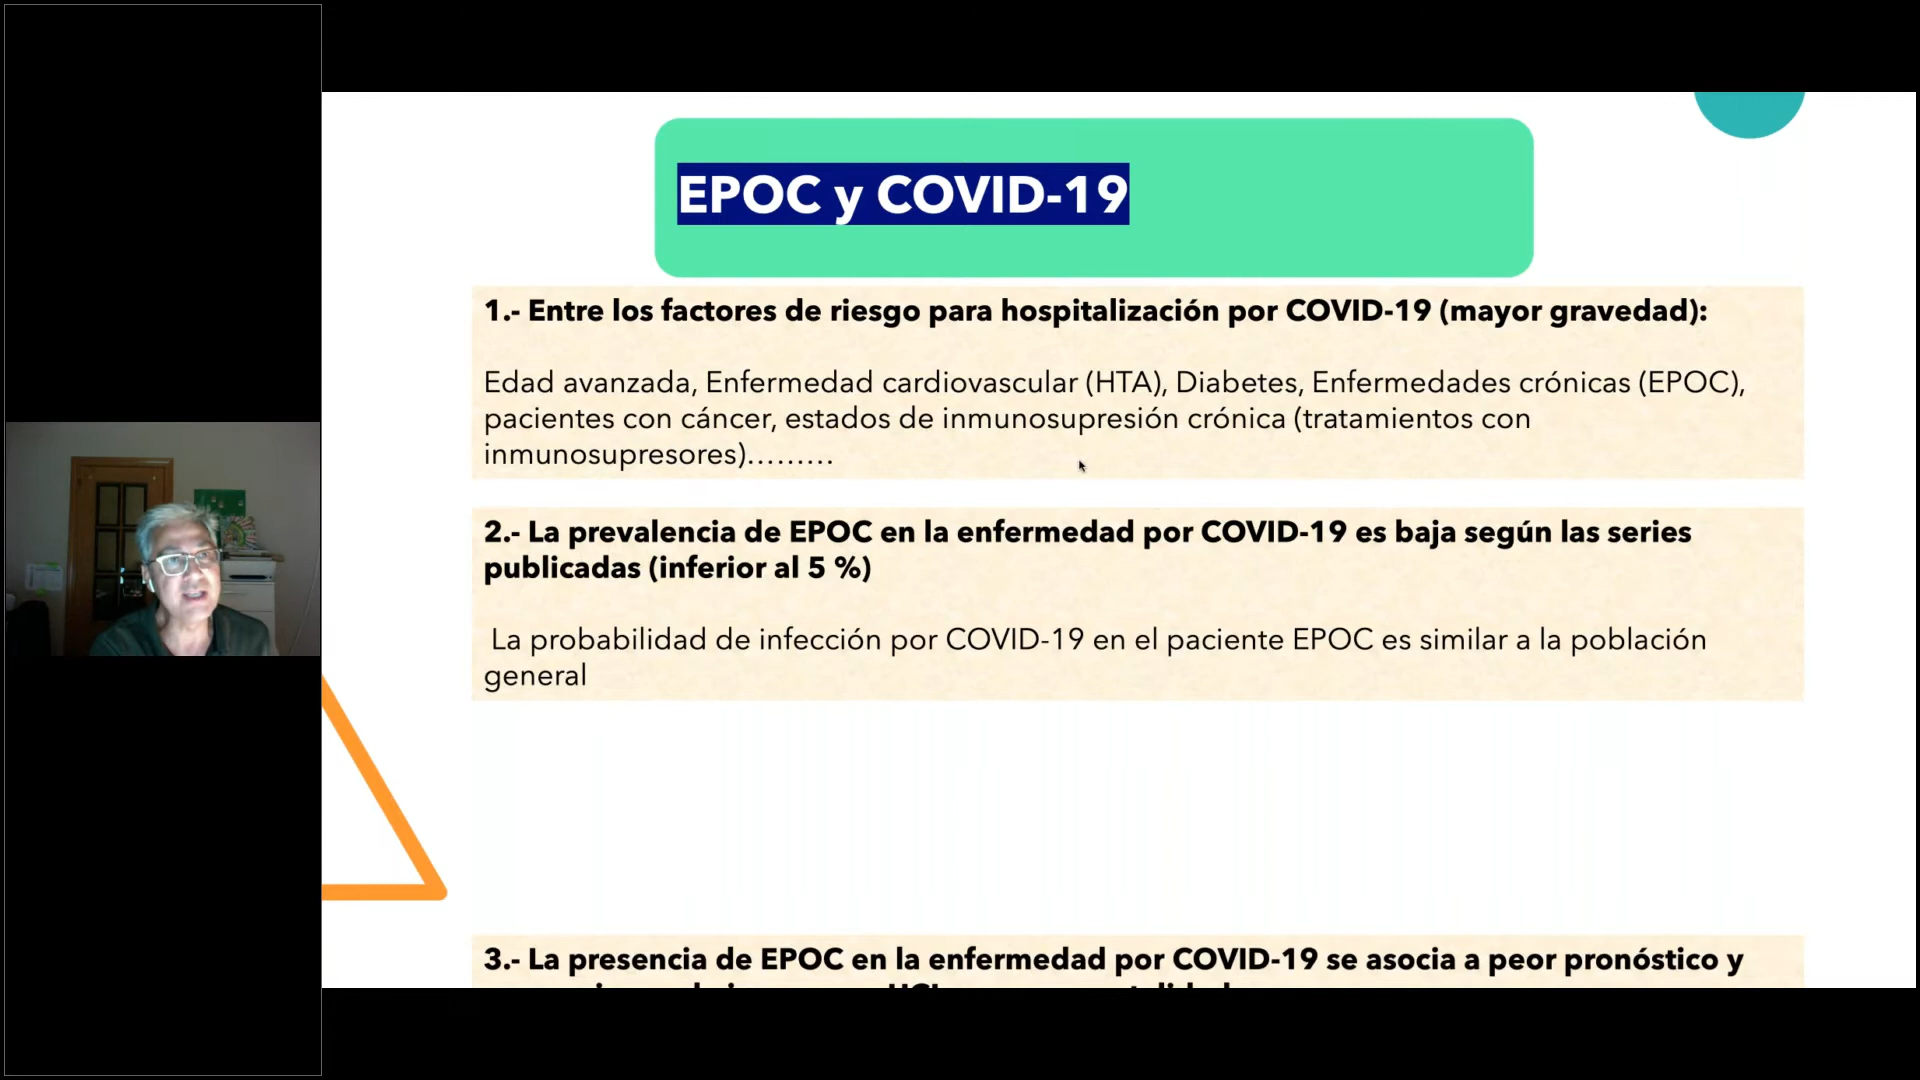 EPOC y COVID-19
1.- Entre los factores de riesgo para hospitalización por COVID-19 (mayor gravedad):
Edad avanzada, Enfermedad cardiovascular (HTA), Diabetes, Enfermedades crónicas (EPOC),
pacientes con cáncer, estados de inmunosupresión crónica (tratamientos con
inmunosupresores)………
2.- La prevalencia de EPOC en la enfermedad por COVID-19 es baja según las series
publicadas (inferior al 5 %)
La probabilidad de infección por COVID-19 en el paciente EPOC es similar a la población
general
3.- La presencia de EPOC en la enfermedad por COVID-19 se asocia a peor pronóstico y